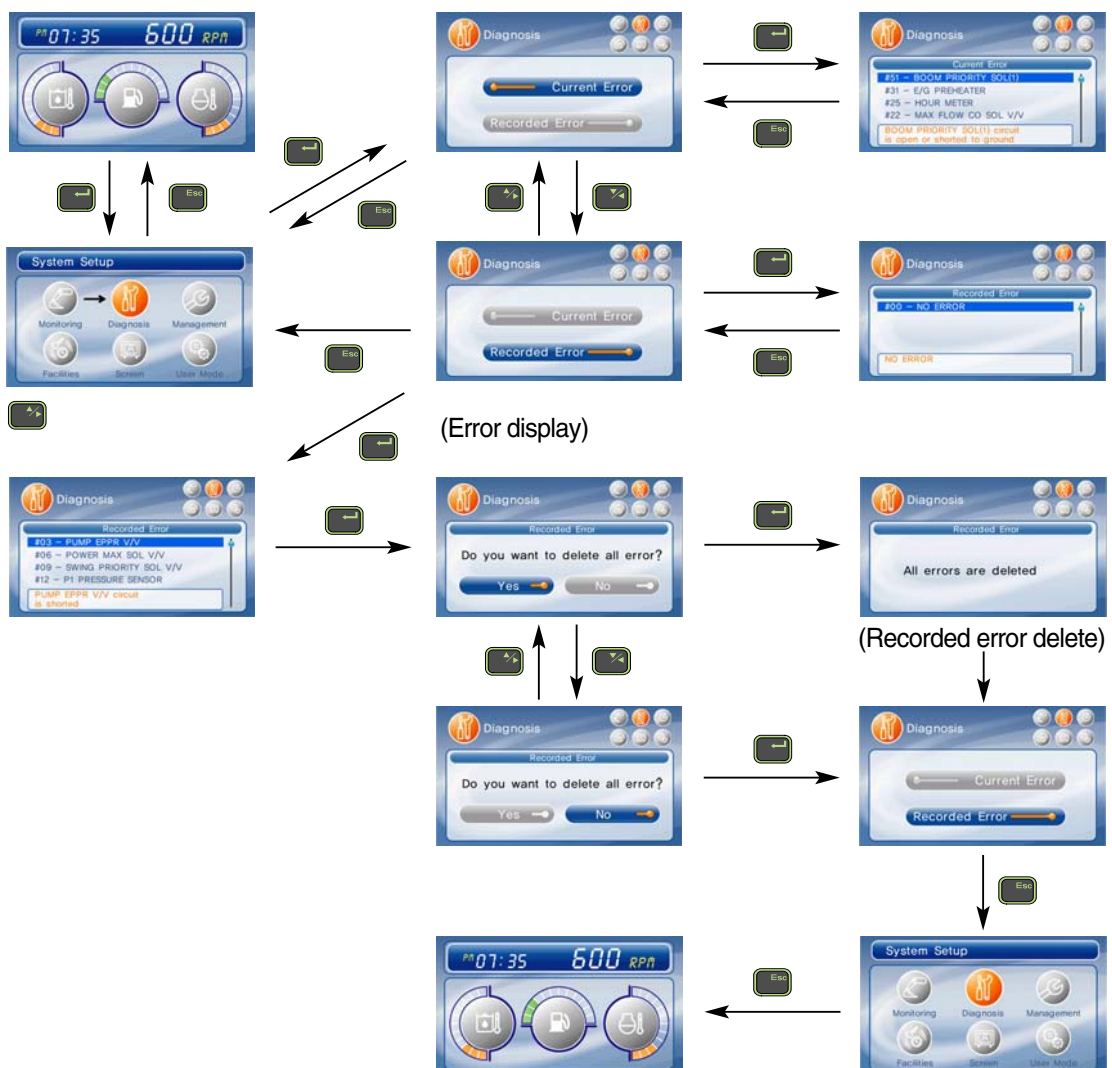 PM 07:35 600 RPM
Diagnosis
Current Error
Recorded Error
Diagnosis
Current Error
#51 – BOOM PRIORITY SOL(1)
#31 – E/G PREHEATER
#25 – HOUR METER
#22 – MAX FLOW CO SOL V/V
BOOM PRIORITY SOL(1) circuit
is open or shorted to ground
Esc
Esc
Esc
System Setup
Monitoring Diagnosis Management
Facilities Screen User Mode
Diagnosis
Current Error
Recorded Error
Diagnosis
Recorded Error
#00 – NO ERROR
NO ERROR
Esc
Esc
(Error display)
Diagnosis
Recorded Error
#03 – PUMP EPPR V/V
#06 – POWER MAX SOL V/V
#09 – SWING PRIORITY SOL V/V
#12 – P1 PRESSURE SENSOR
PUMP EPPR V/V circuit
is shorted
Diagnosis
Recorded Error
Do you want to delete all error?
Yes No
Diagnosis
Recorded Error
All errors are deleted
(Recorded error delete)
Diagnosis
Recorded Error
Do you want to delete all error?
Yes No
Diagnosis
Current Error
Recorded Error
Esc
PM 07:35 600 RPM
Esc
System Setup
Monitoring Diagnosis Management
Facilities Screen User Mode